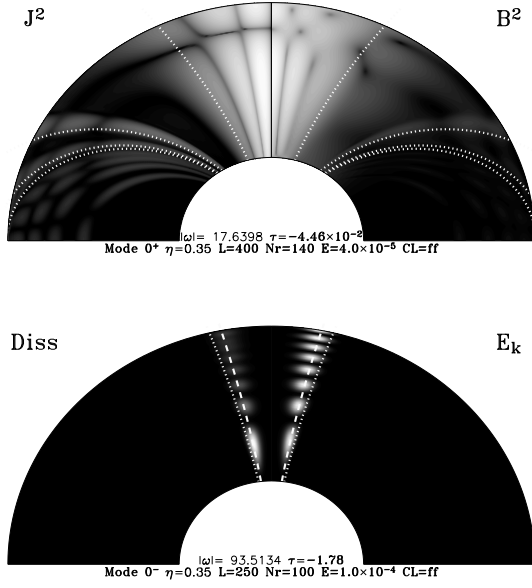 J² B²
|ω|= 17.6398 τ=−4.46×10⁻²
Mode 0⁺ η=0.35 L=400 Nr=140 E=4.0×10⁻⁵ CL=ff
Diss Eₖ
|ω|= 93.5134 τ=−1.78
Mode 0⁻ η=0.35 L=250 Nr=100 E=1.0×10⁻⁴ CL=ff